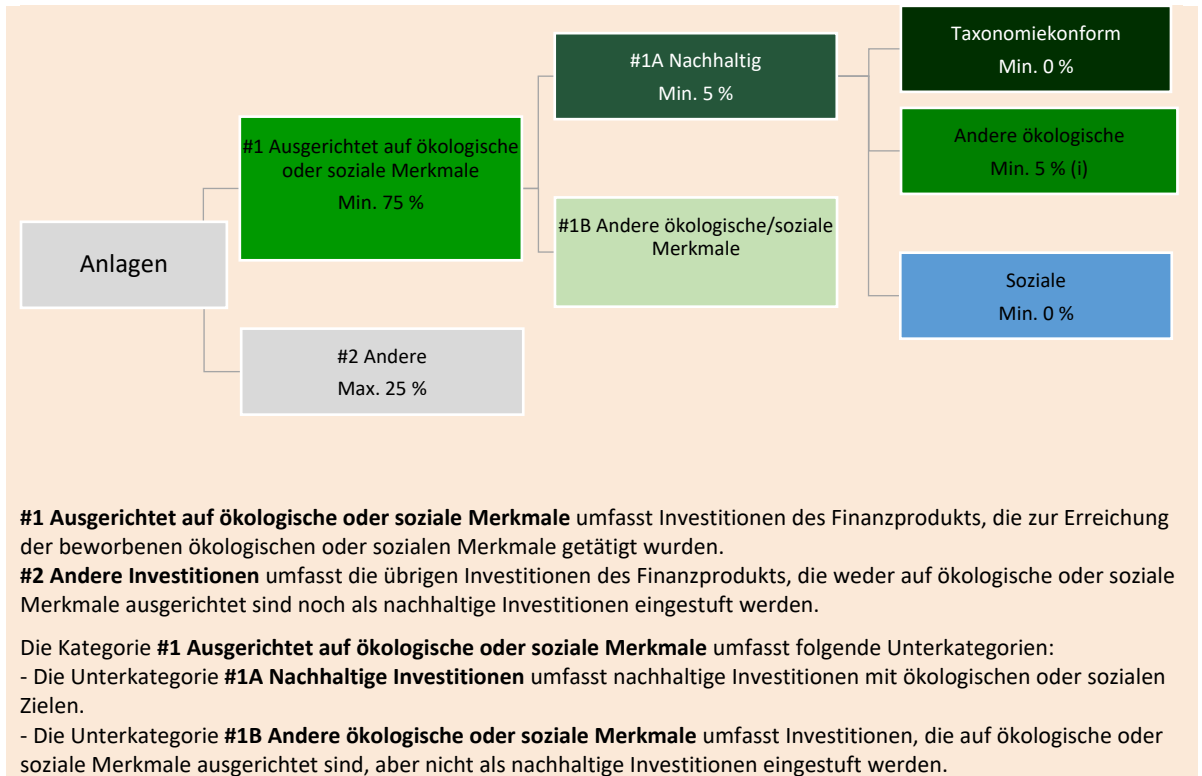 Anlagen
#1 Ausgerichtet auf ökologische
oder soziale Merkmale
Min. 75 %
#2 Andere
Max. 25 %
#1A Nachhaltig
Min. 5 %
#1B Andere ökologische/soziale
Merkmale
Taxonomiekonform
Min. 0 %
Andere ökologische
Min. 5 % (i)
Soziale
Min. 0 %
#1 Ausgerichtet auf ökologische oder soziale Merkmale umfasst Investitionen des Finanzprodukts, die zur Erreichung
der beworbenen ökologischen oder sozialen Merkmale getätigt wurden.
#2 Andere Investitionen umfasst die übrigen Investitionen des Finanzprodukts, die weder auf ökologische oder soziale
Merkmale ausgerichtet sind noch als nachhaltige Investitionen eingestuft werden.
Die Kategorie #1 Ausgerichtet auf ökologische oder soziale Merkmale umfasst folgende Unterkategorien:
- Die Unterkategorie #1A Nachhaltige Investitionen umfasst nachhaltige Investitionen mit ökologischen oder sozialen
Zielen.
- Die Unterkategorie #1B Andere ökologische oder soziale Merkmale umfasst Investitionen, die auf ökologische oder
soziale Merkmale ausgerichtet sind, aber nicht als nachhaltige Investitionen eingestuft werden.